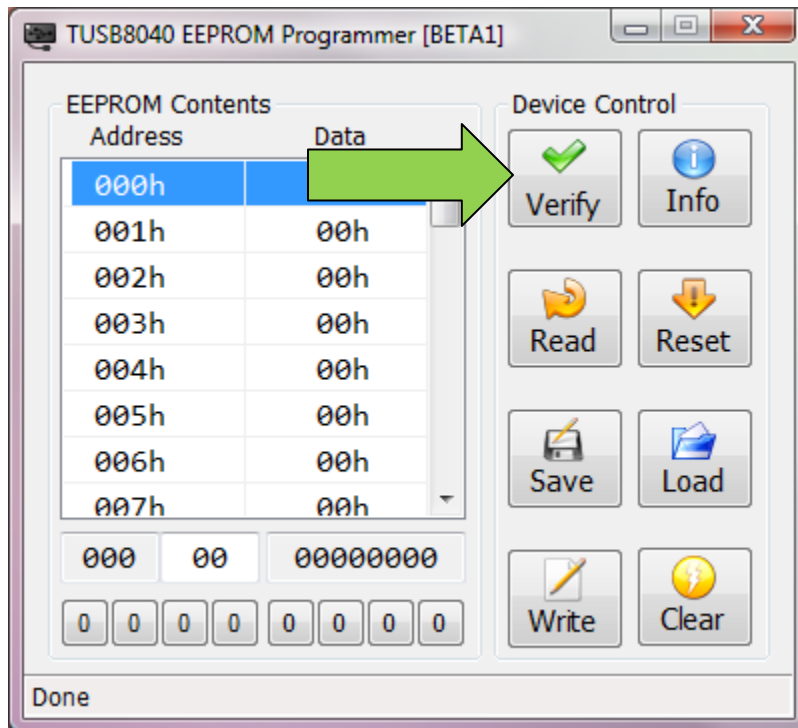 TUSB8040 EEPROM Programmer [BETA1]
EEPROM Contents
Address Data
000h
001h 00h
002h 00h
003h 00h
004h 00h
005h 00h
006h 00h
007h 00h
000 00 00000000
0 0 0 0 0 0 0 0
Device Control
Verify Info
Read Reset
Save Load
Write Clear
Done